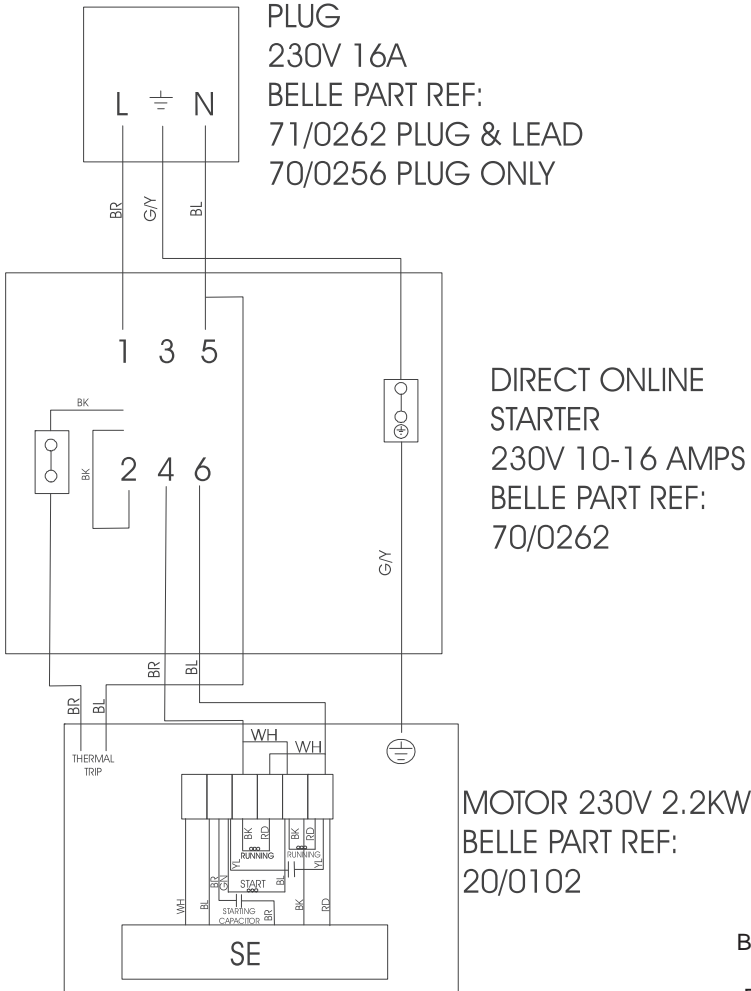 PLUG
230V 16A
BELLE PART REF:
71/0262 PLUG & LEAD
70/0256 PLUG ONLY
L N
BR G/Y BL
1 3 5
BK
BK
2 4 6
DIRECT ONLINE
STARTER
230V 10-16 AMPS
BELLE PART REF:
70/0262
G/Y
BR BL
BR BL
THERMAL
TRIP
WH
WH
MOTOR 230V 2.2KW
BELLE PART REF:
20/0102
BK RD BK RD
RUNNING RUNNING
YL YL
BR GN START BL
WH BL STARTING
CAPACITOR BR BK RD
SE
B